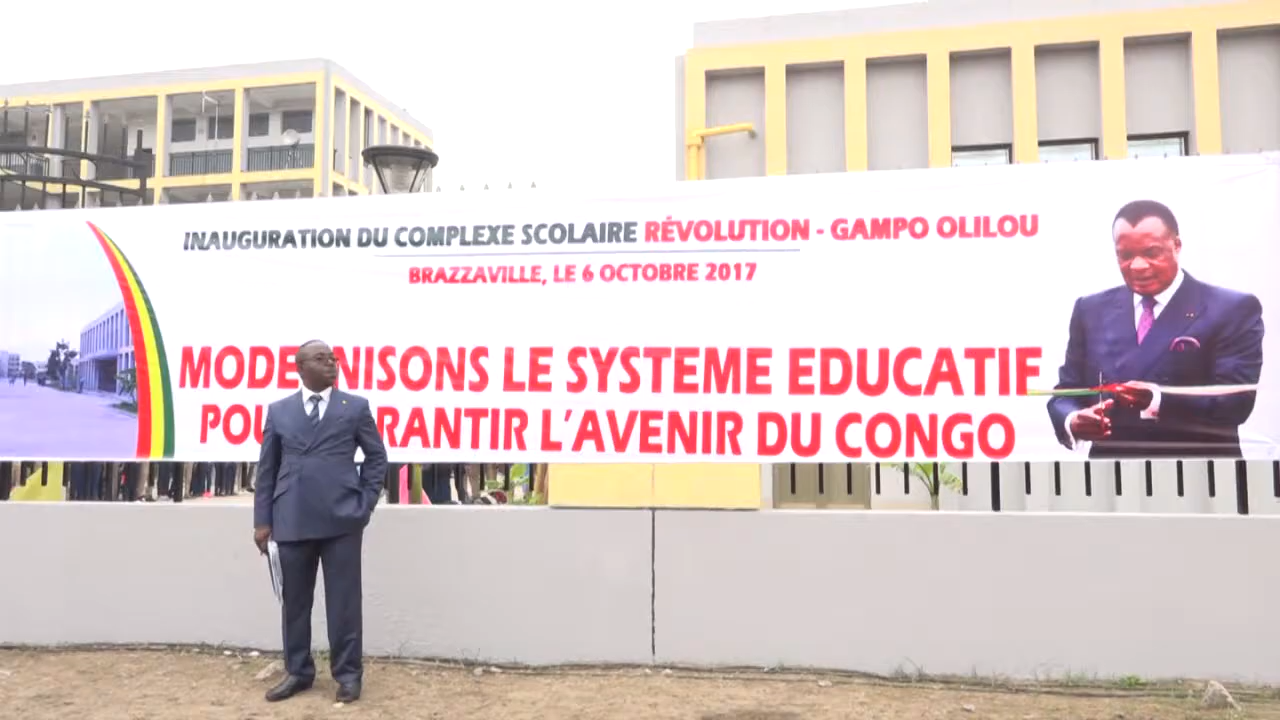 INAUGURATION DU COMPLEXE SCOLAIRE RÉVOLUTION - GAMPO OLILOU
BRAZZAVILLE, LE 6 OCTOBRE 2017
MODE NISONS LE SYSTEME EDUCATIF
POU RANTIR L'AVENIR DU CONGO